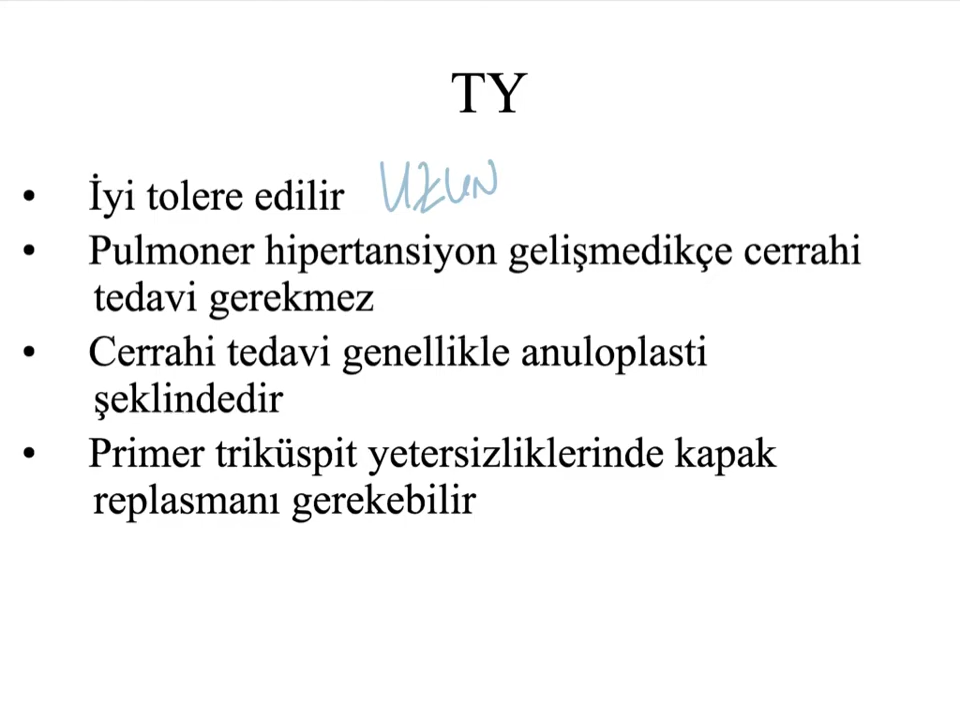 TY
• İyi tolere edilir UZUN
• Pulmoner hipertansiyon gelişmedikçe cerrahi
tedavi gerekmez
• Cerrahi tedavi genellikle anuloplasti
şeklindedir
• Primer triküspit yetersizliklerinde kapak
replasmanı gerekebilir